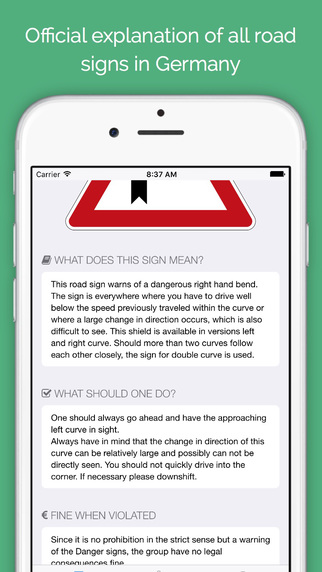 Official explanation of all road
signs in Germany
Carrier
8:37 AM
WHAT DOES THIS SIGN MEAN?
This road sign warns of a dangerous right hand bend.
The sign is everywhere where you have to drive well
below the speed previously traveled within the curve or
where a large change in direction occurs, which is also
difficult to see. This shield is available in versions left
and right curve. Should more than two curves follow
each other closely, the sign for double curve is used.
WHAT SHOULD ONE DO?
One should always go ahead and have the approaching
left curve in sight.
Always have in mind that the change in direction of this
curve can be relatively large and possibly can not be
directly seen. You should not quickly drive into the
corner. If necessary please downshift.
€ FINE WHEN VIOLATED
Since it is no prohibition in the strict sense but a warning
of the Danger signs, the group have no legal
consequences fine